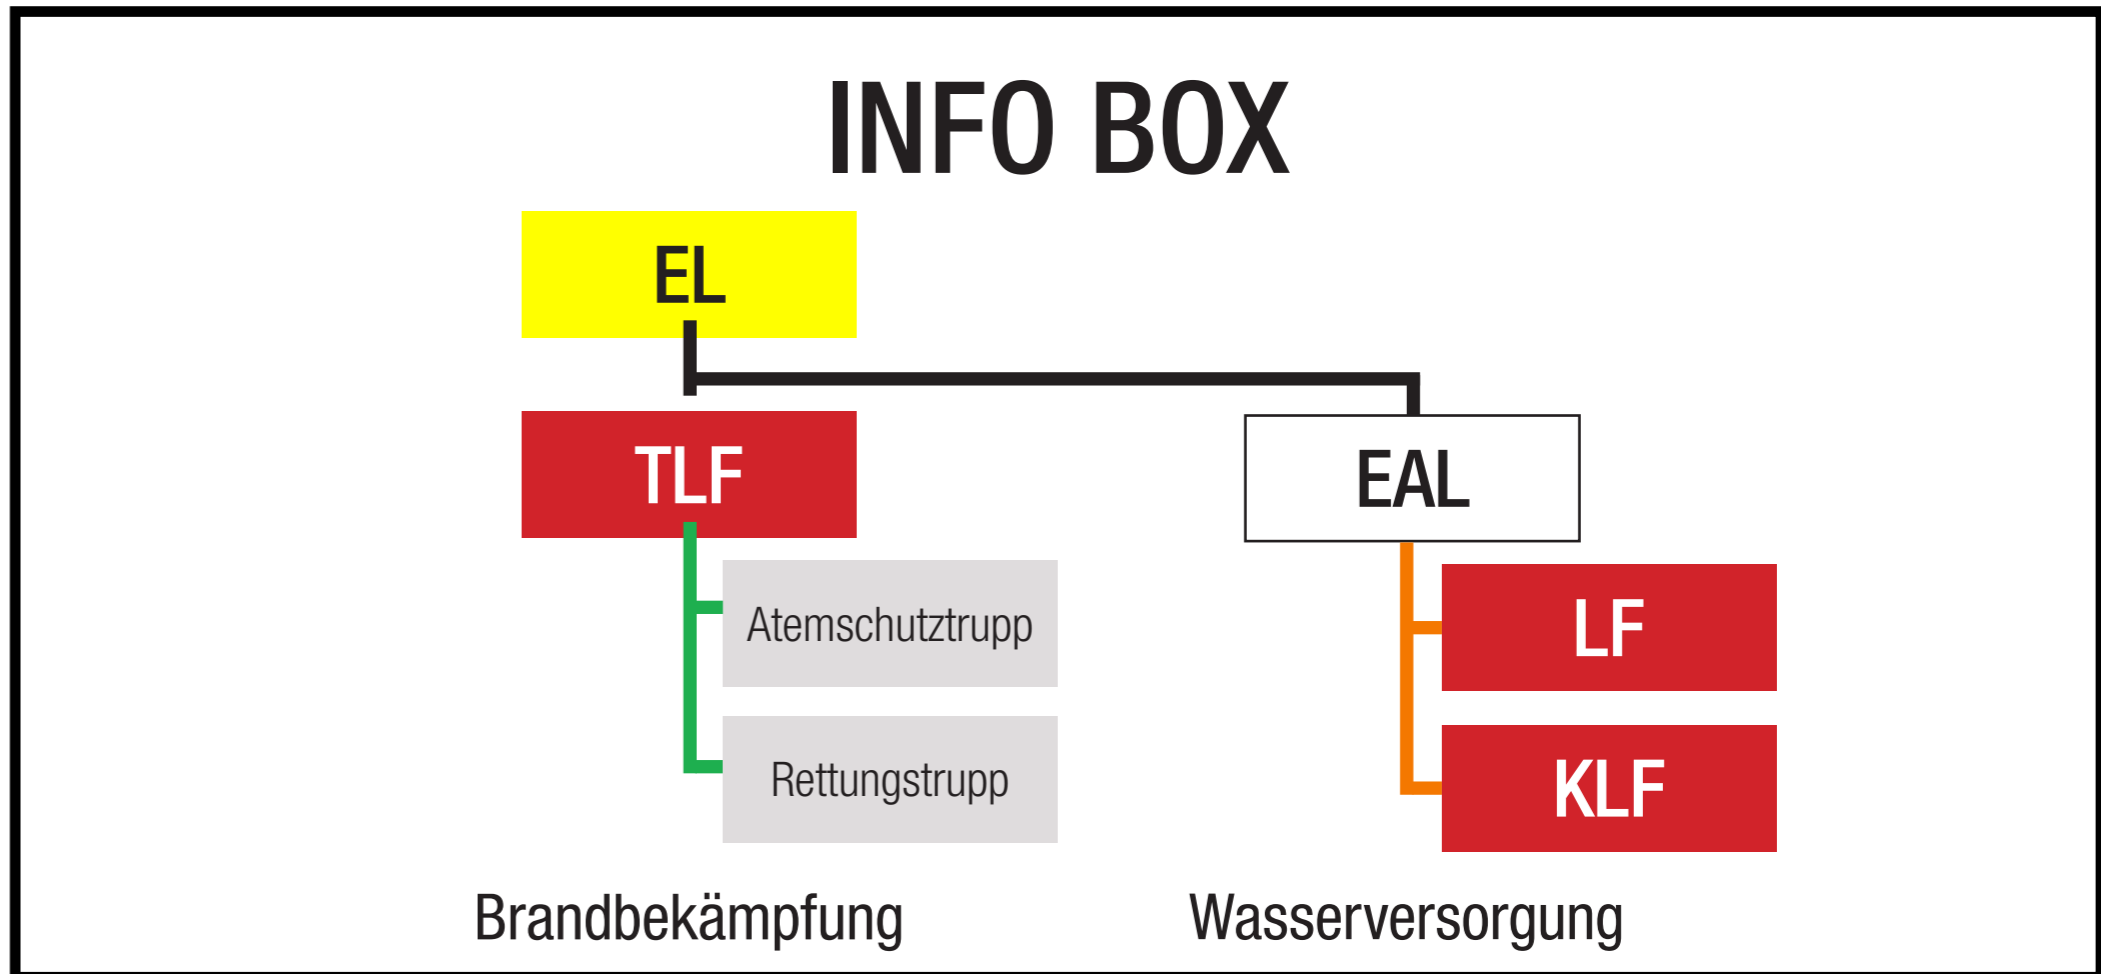 INFO BOX
EL
TLF
EAL
Atemschutztrupp
LF
Rettungstrupp
KLF
Brandbekämpfung
Wasserversorgung